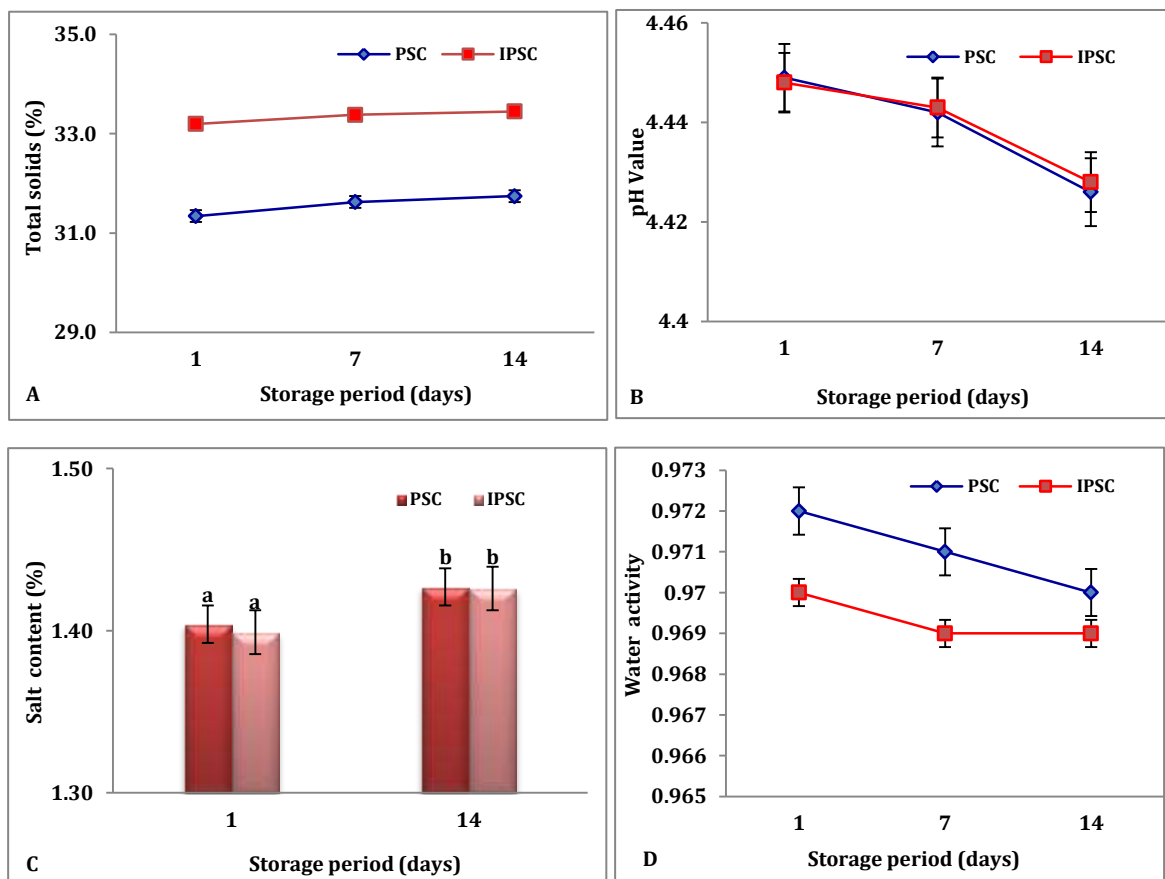 35.0
33.0
31.0
29.0
Total solids (%)
PSC IPSC
1 7 14
Storage period (days)
A
4.46
4.44
4.42
4.4
pH Value
PSC IPSC
1 7 14
Storage period (days)
B
1.50
1.40
1.30
Salt content (%)
PSC IPSC
a a
b b
1 14
Storage period (days)
C
0.973
0.972
0.971
0.97
0.969
0.968
0.967
0.966
0.965
Water activity
PSC IPSC
1 7 14
Storage period (days)
D